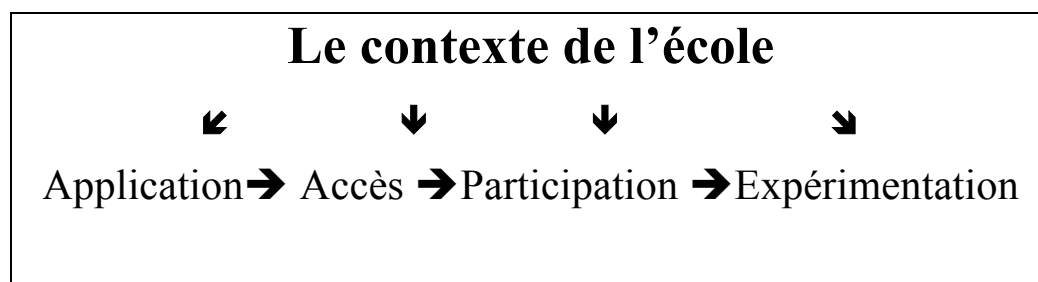 Le contexte de l’école
🡿 🡻 🡻 🡾
Application➔ Accès ➔Participation ➔Expérimentation